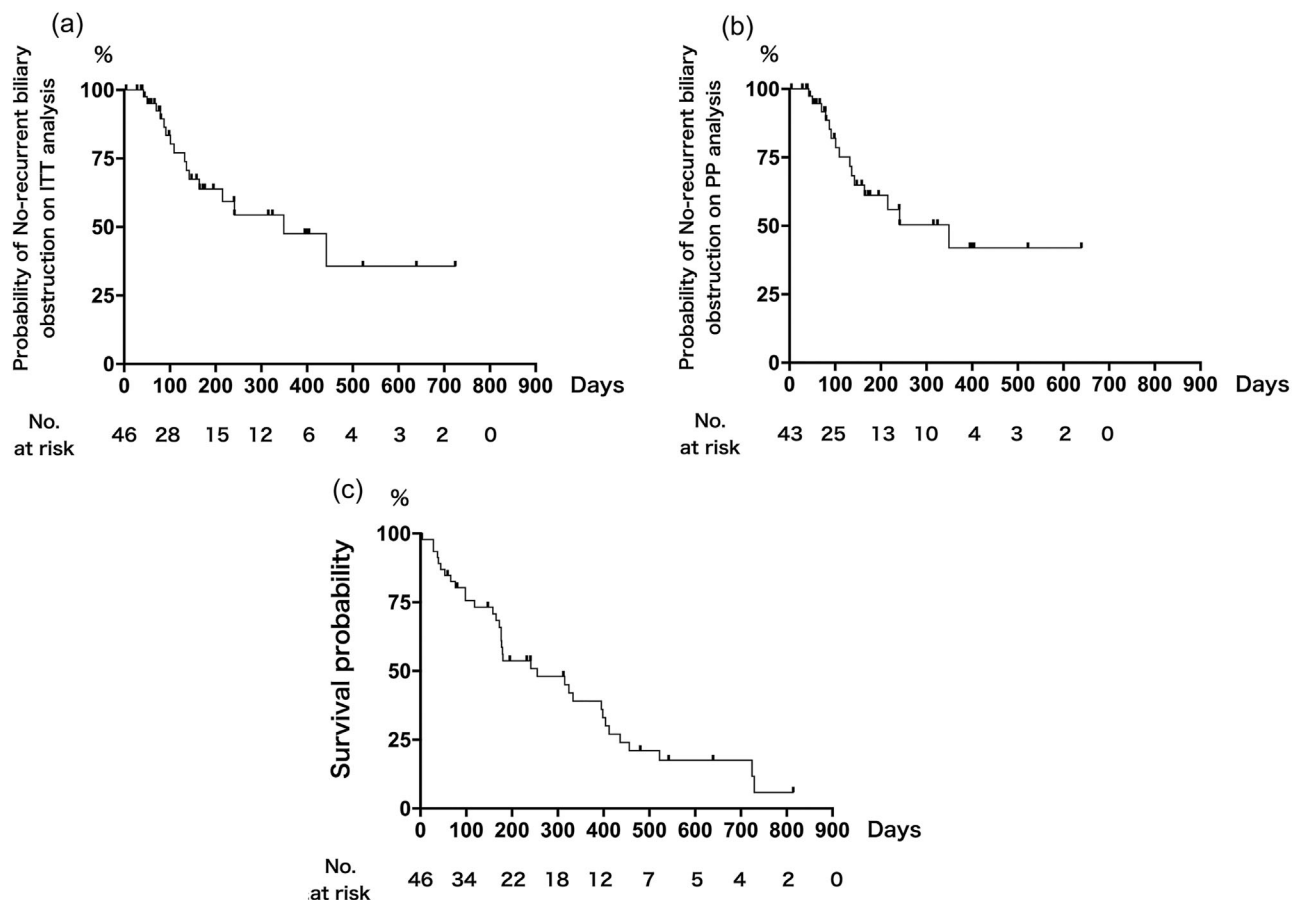 (a)
%
Probability of No-recurrent biliary
obstruction on ITT analysis
100
75
50
25
0
0 100 200 300 400 500 600 700 800 900 Days
No.
at risk
46 28 15 12 6 4 3 2 0
(b)
%
Probability of No-recurrent biliary
obstruction on PP analysis
100
75
50
25
0
0 100 200 300 400 500 600 700 800 900 Days
No.
at risk
43 25 13 10 4 3 2 0
(c)
%
Survival probability
100
75
50
25
0
0 100 200 300 400 500 600 700 800 900 Days
No.
.at risk
46 34 22 18 12 7 5 4 2 0